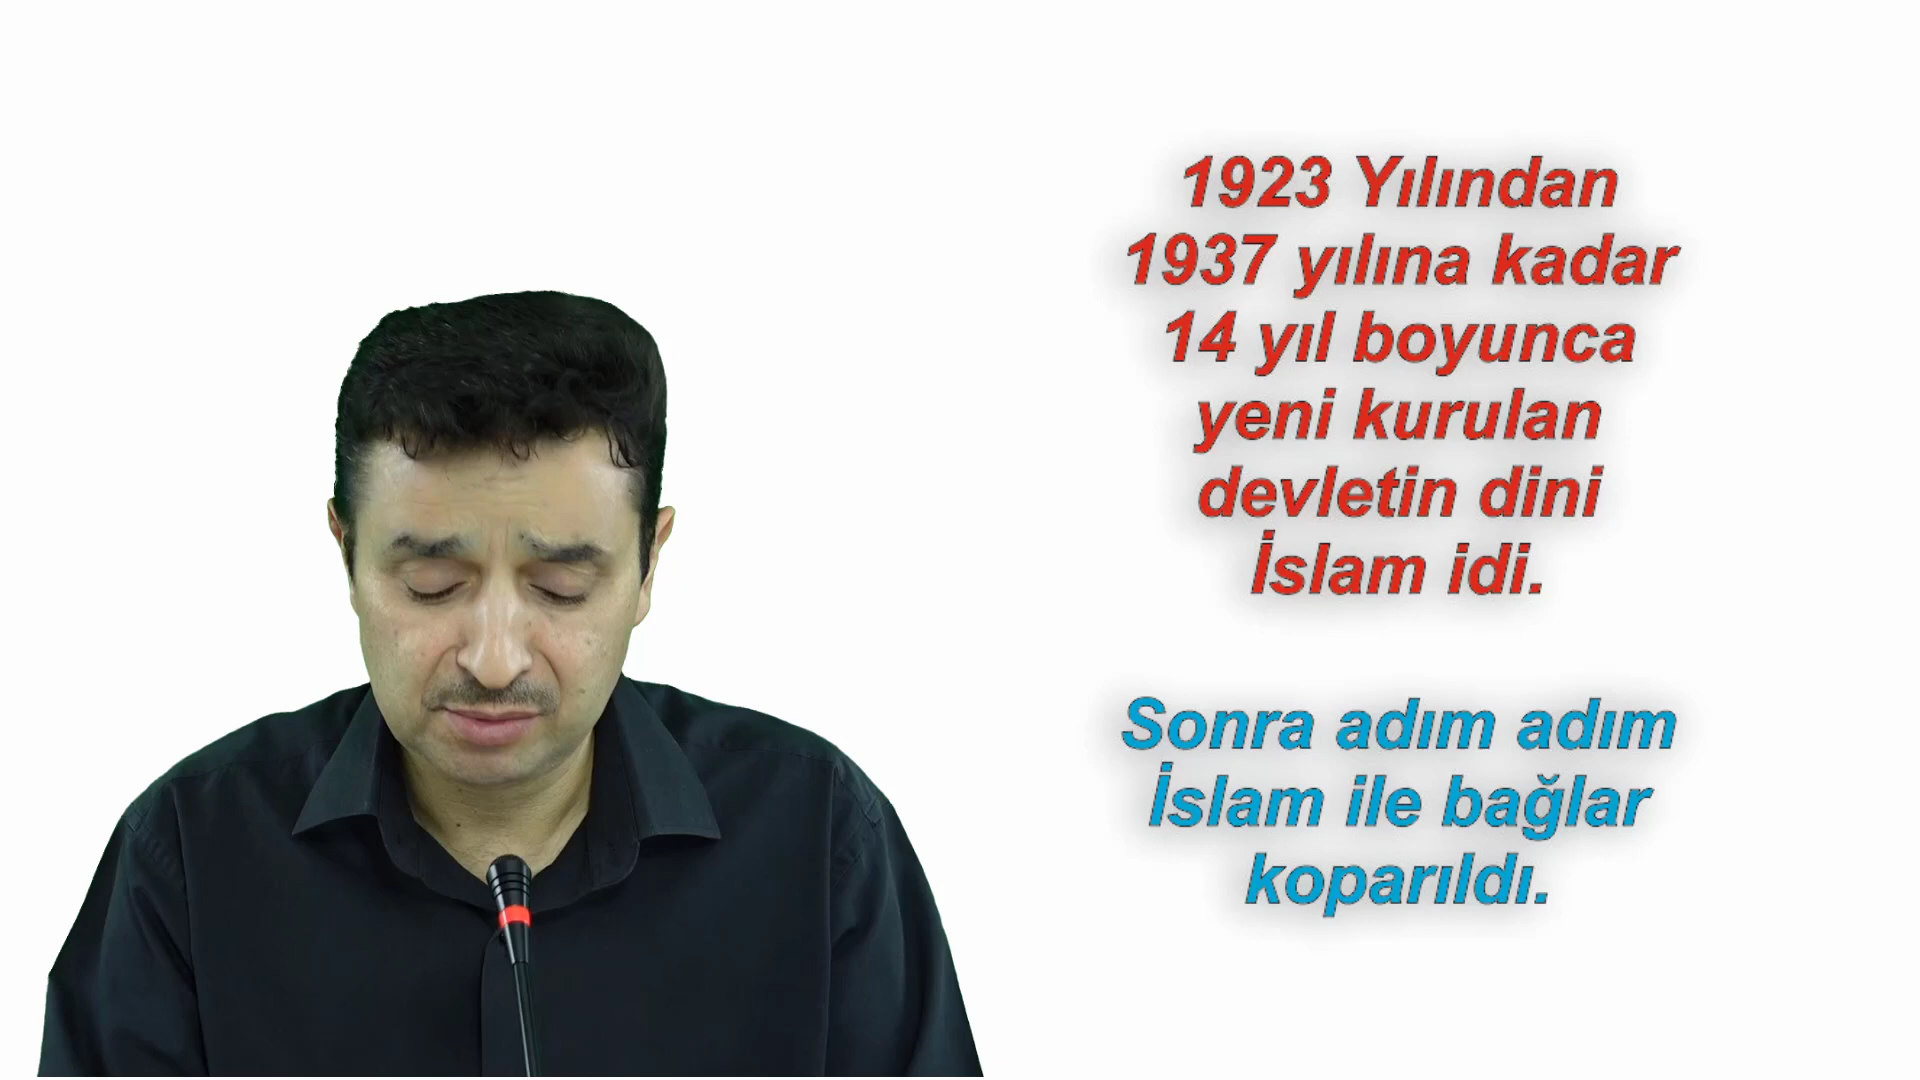 1923 Yılından
1937 yılına kadar
14 yıl boyunca
yeni kurulan
devletin dini
İslam idi.
Sonra adım adım
İslam ile bağlar
koparıldı.